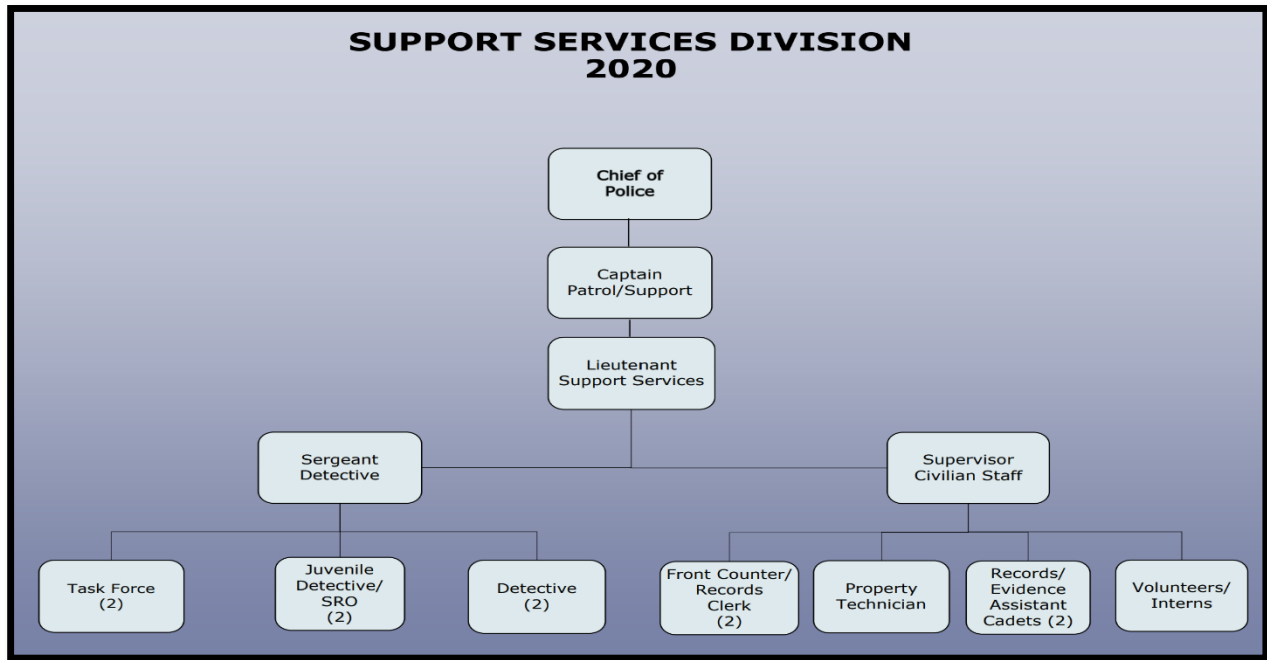 SUPPORT SERVICES DIVISION
2020
Chief of
Police
Captain
Patrol/Support
Lieutenant
Support Services
Sergeant
Detective
Supervisor
Civilian Staff
Task Force
(2)
Juvenile
Detective/
SRO
(2)
Detective
(2)
Front Counter/
Records
Clerk
(2)
Property
Technician
Records/
Evidence
Assistant
Cadets (2)
Volunteers/
Interns